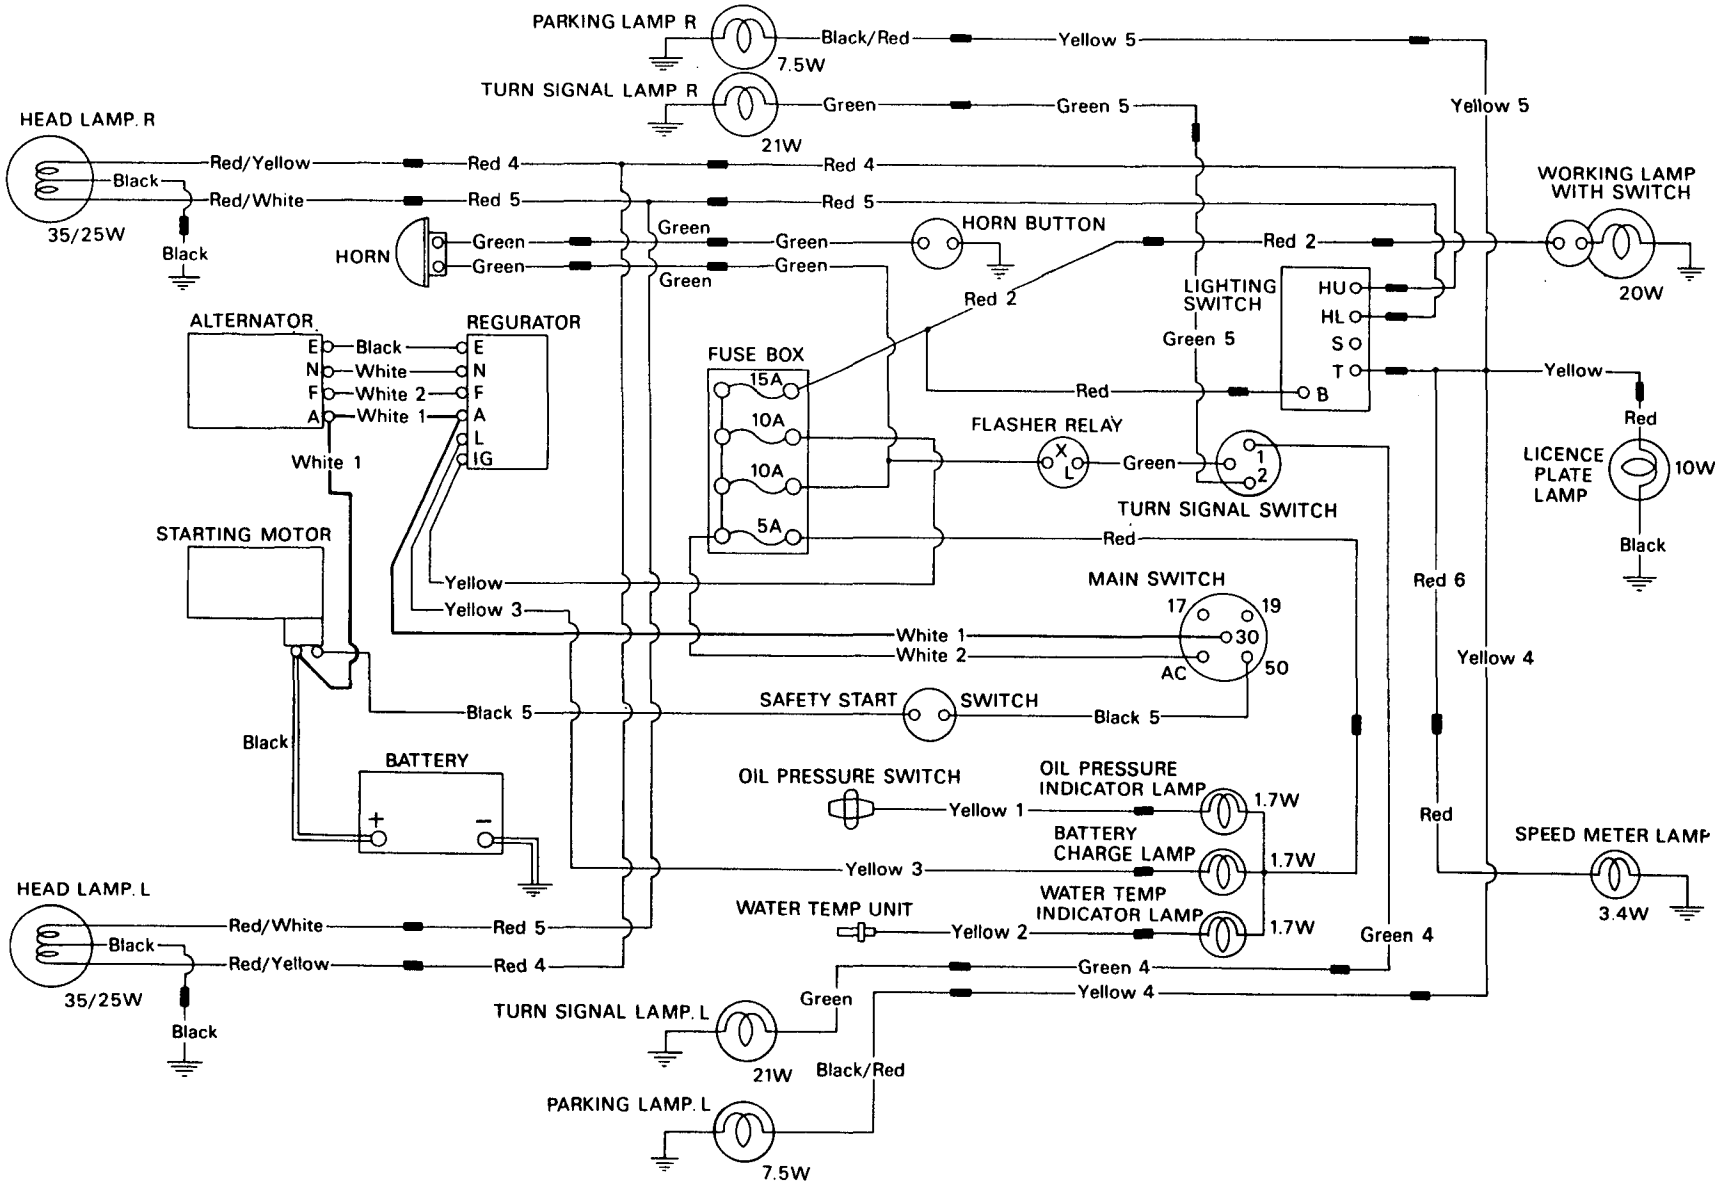 PARKING LAMP R
Black/Red
Yellow 5
7.5W
TURN SIGNAL LAMP R
Green
Green 5
Yellow 5
21W
HEAD LAMP. R
Red/Yellow
Red 4
Red 4
Black
Red/White
Red 5
Red 5
35/25W
Black
WORKING LAMP
WITH SWITCH
HORN
Green
Green
Green
HORN BUTTON
Red 2
Green
Green
Green
Red 2
20W
LIGHTING
SWITCH
HU
HL
S
T
B
Green 5
ALTERNATOR.
E
N
F
A
Black
White
White 2
White 1
REGURATOR
E
N
F
A
L
IG
White 1
FUSE BOX
15A
10A
10A
5A
Red
Yellow
Red
FLASHER RELAY
X
L
Green
1
2
TURN SIGNAL SWITCH
LICENCE
PLATE
LAMP
10W
Black
STARTING MOTOR
Red
Yellow
Yellow 3
MAIN SWITCH
17
19
30
AC
50
White 1
White 2
Red 6
Yellow 4
SAFETY START
SWITCH
Black 5
Black 5
Black
BATTERY
+
−
OIL PRESSURE SWITCH
Yellow 1
OIL PRESSURE
INDICATOR LAMP
1.7W
BATTERY
CHARGE LAMP
1.7W
Yellow 3
Red
SPEED METER LAMP
3.4W
WATER TEMP UNIT
Yellow 2
WATER TEMP
INDICATOR LAMP
1.7W
HEAD LAMP. L
Red/White
Red 5
Black
Red/Yellow
Red 4
35/25W
Black
Green 4
Green 4
Green
Yellow 4
TURN SIGNAL LAMP. L
21W
Black/Red
PARKING LAMP. L
7.5W